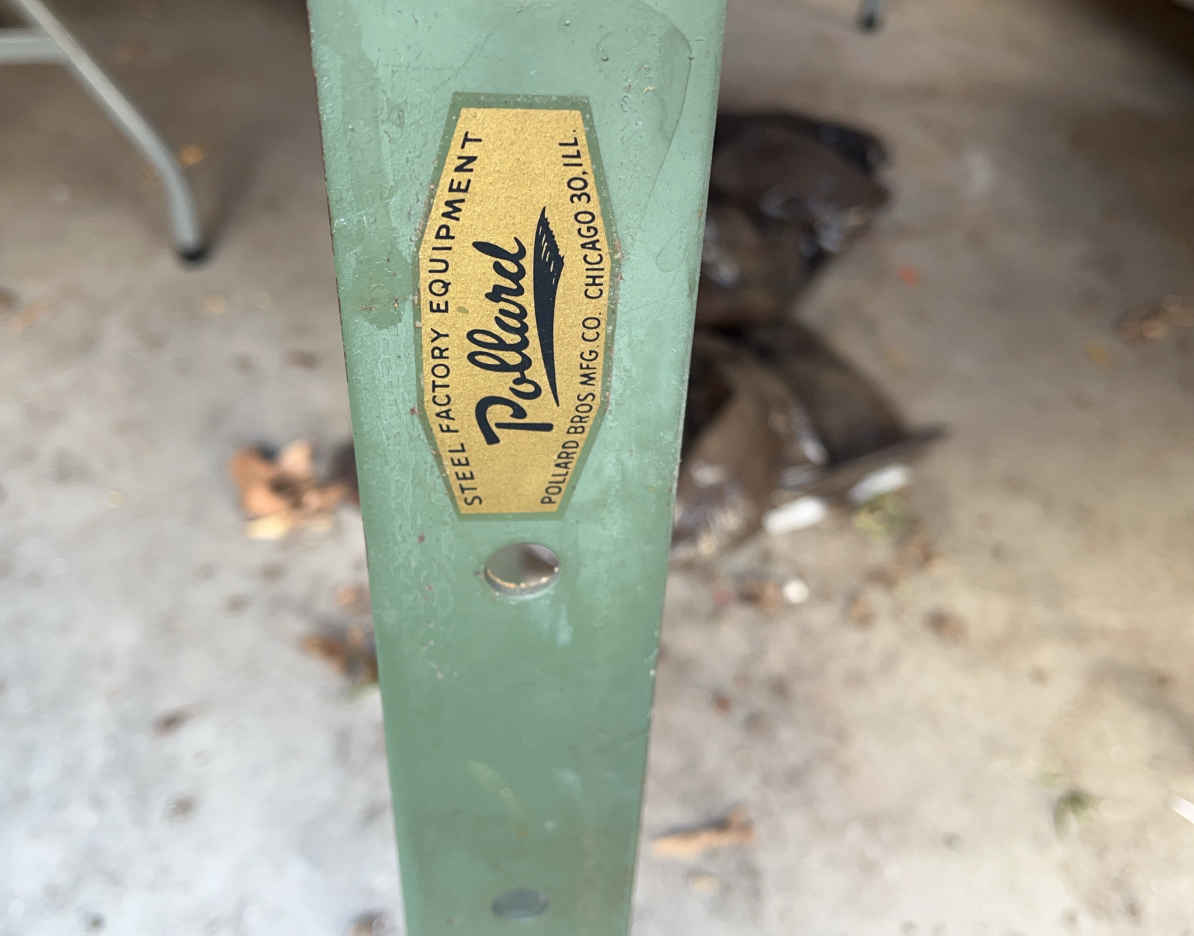 STEEL FACTORY EQUIPMENT
Pollard
POLLARD BROS. MFG. CO. CHICAGO 30, ILL.